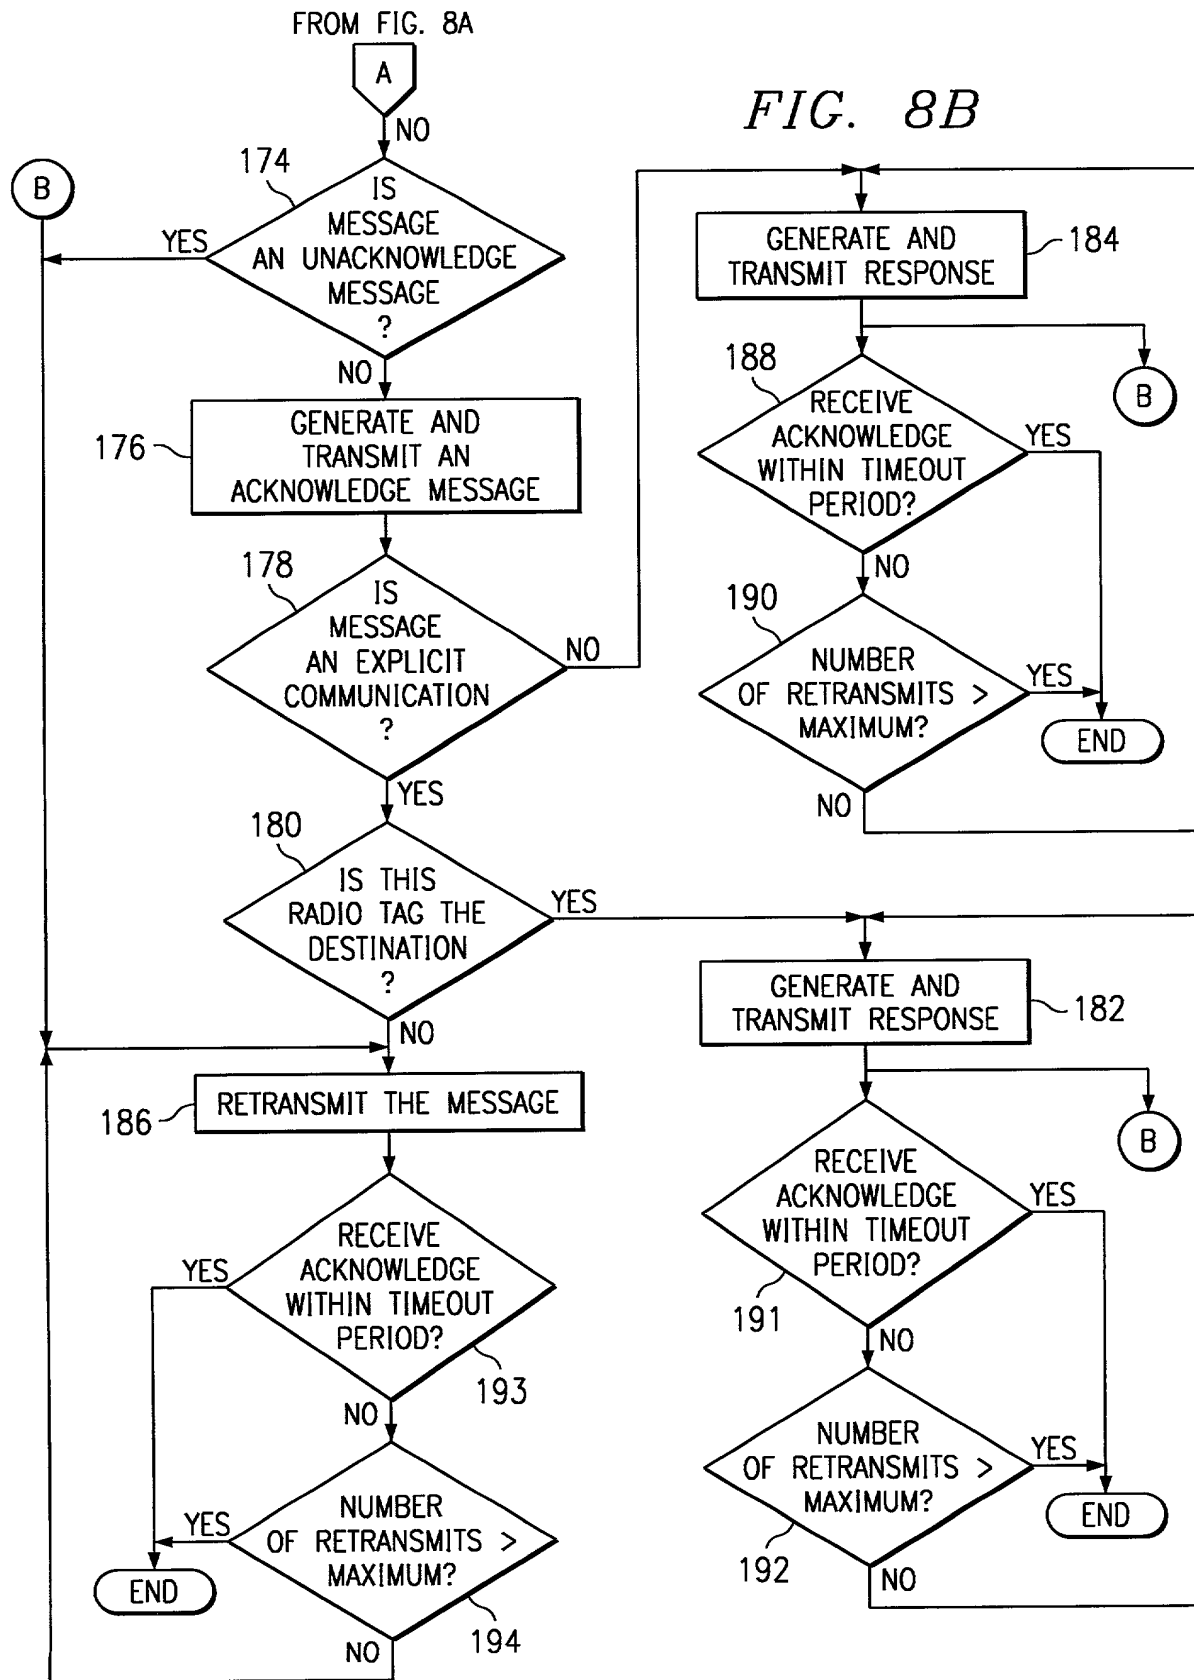 FROM FIG. 8A
A
NO
FIG. 8B
B
174
IS
MESSAGE
AN UNACKNOWLEDGE
MESSAGE
?
YES
NO
176
GENERATE AND
TRANSMIT AN
ACKNOWLEDGE MESSAGE
178
IS
MESSAGE
AN EXPLICIT
COMMUNICATION
?
NO
YES
180
IS THIS
RADIO TAG THE
DESTINATION
?
YES
NO
186
RETRANSMIT THE MESSAGE
RECEIVE
ACKNOWLEDGE
WITHIN TIMEOUT
PERIOD?
YES
193
NO
NUMBER
OF RETRANSMITS >
MAXIMUM?
YES
END
194
NO
GENERATE AND
TRANSMIT RESPONSE
184
B
188
RECEIVE
ACKNOWLEDGE
WITHIN TIMEOUT
PERIOD?
YES
NO
190
NUMBER
OF RETRANSMITS >
MAXIMUM?
YES
END
NO
GENERATE AND
TRANSMIT RESPONSE
182
B
RECEIVE
ACKNOWLEDGE
WITHIN TIMEOUT
PERIOD?
YES
191
NO
NUMBER
OF RETRANSMITS >
MAXIMUM?
YES
END
192
NO